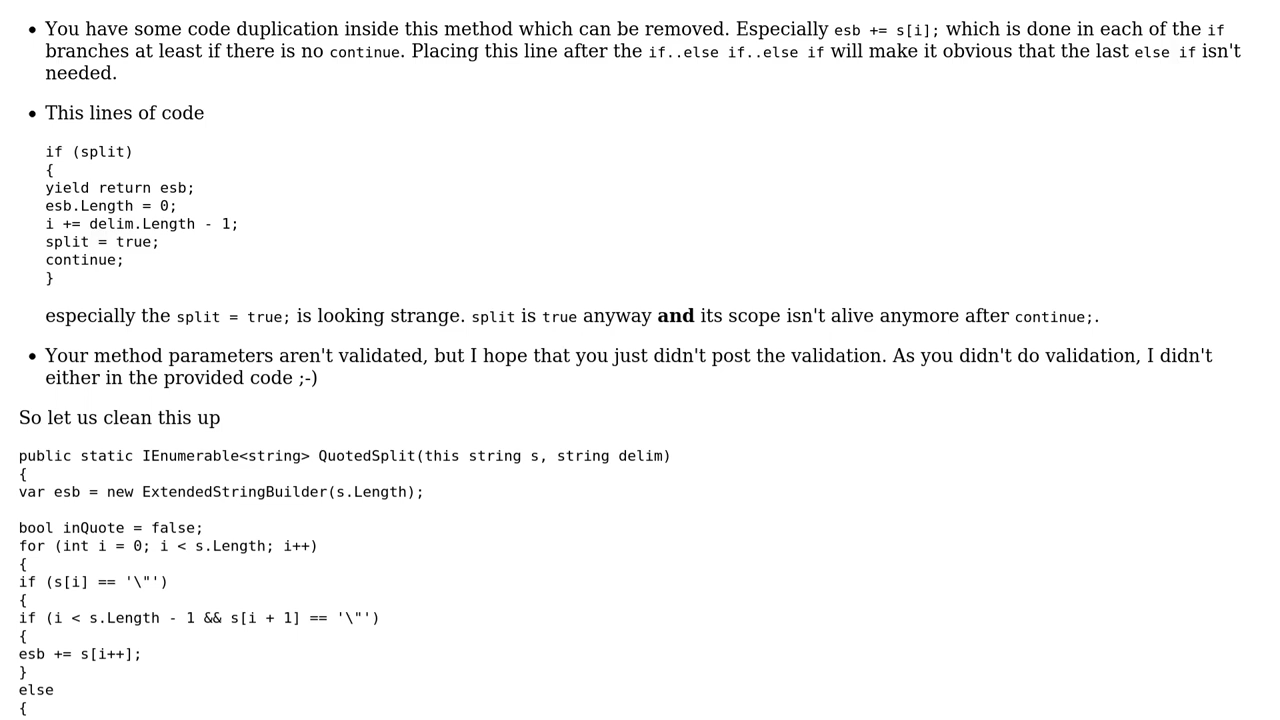 • You have some code duplication inside this method which can be removed. Especially esb += s[i]; which is done in each of the if
branches at least if there is no continue. Placing this line after the if..else if..else if will make it obvious that the last else if isn't
needed.
• This lines of code
if (split)
{
yield return esb;
esb.Length = 0;
i += delim.Length - 1;
split = true;
continue;
}
especially the split = true; is looking strange. split is true anyway and its scope isn't alive anymore after continue;.
• Your method parameters aren't validated, but I hope that you just didn't post the validation. As you didn't do validation, I didn't
either in the provided code ;-)
So let us clean this up
public static IEnumerable<string> QuotedSplit(this string s, string delim)
{
var esb = new ExtendedStringBuilder(s.Length);
bool inQuote = false;
for (int i = 0; i < s.Length; i++)
{
if (s[i] == '\"')
{
if (i < s.Length - 1 && s[i + 1] == '\"')
{
esb += s[i++];
}
else
{